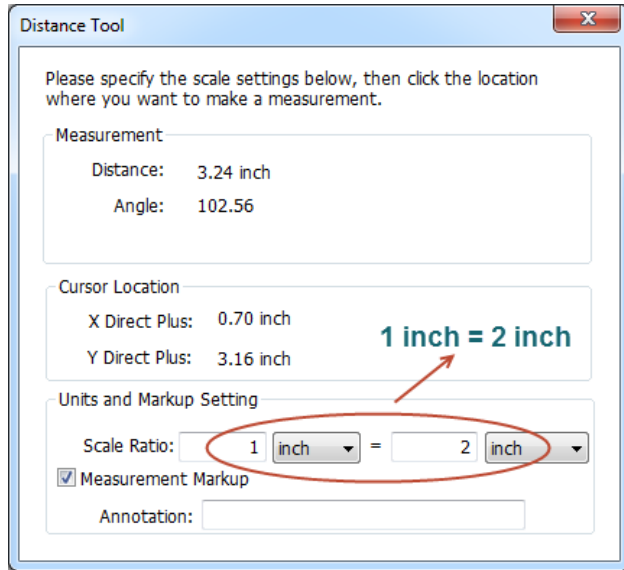 Distance Tool
Please specify the scale settings below, then click the location
where you want to make a measurement.
Measurement
Distance: 3.24 inch
Angle: 102.56
Cursor Location
X Direct Plus: 0.70 inch
Y Direct Plus: 3.16 inch
1 inch = 2 inch
Units and Markup Setting
Scale Ratio: 1 inch = 2 inch
Measurement Markup
Annotation: